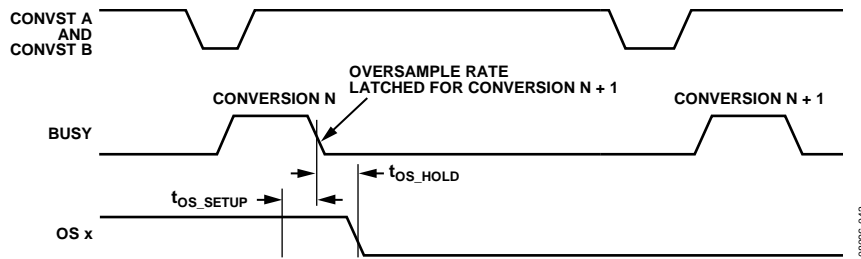 CONVST A
AND
CONVST B
OVERSAMPLE RATE
LATCHED FOR CONVERSION N + 1
CONVERSION N
CONVERSION N + 1
BUSY
tOS_HOLD
tOS_SETUP
OS x